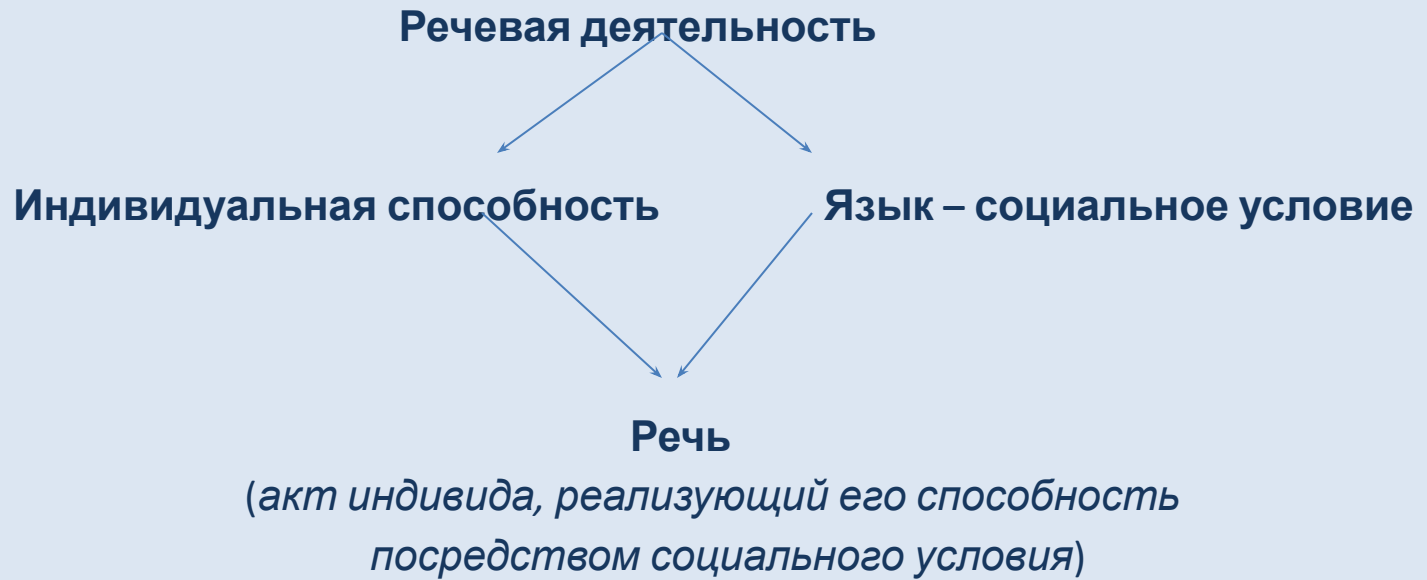 Речевая деятельность
Индивидуальная способность
Язык – социальное условие
Речь
(акт индивида, реализующий его способность
посредством социального условия)